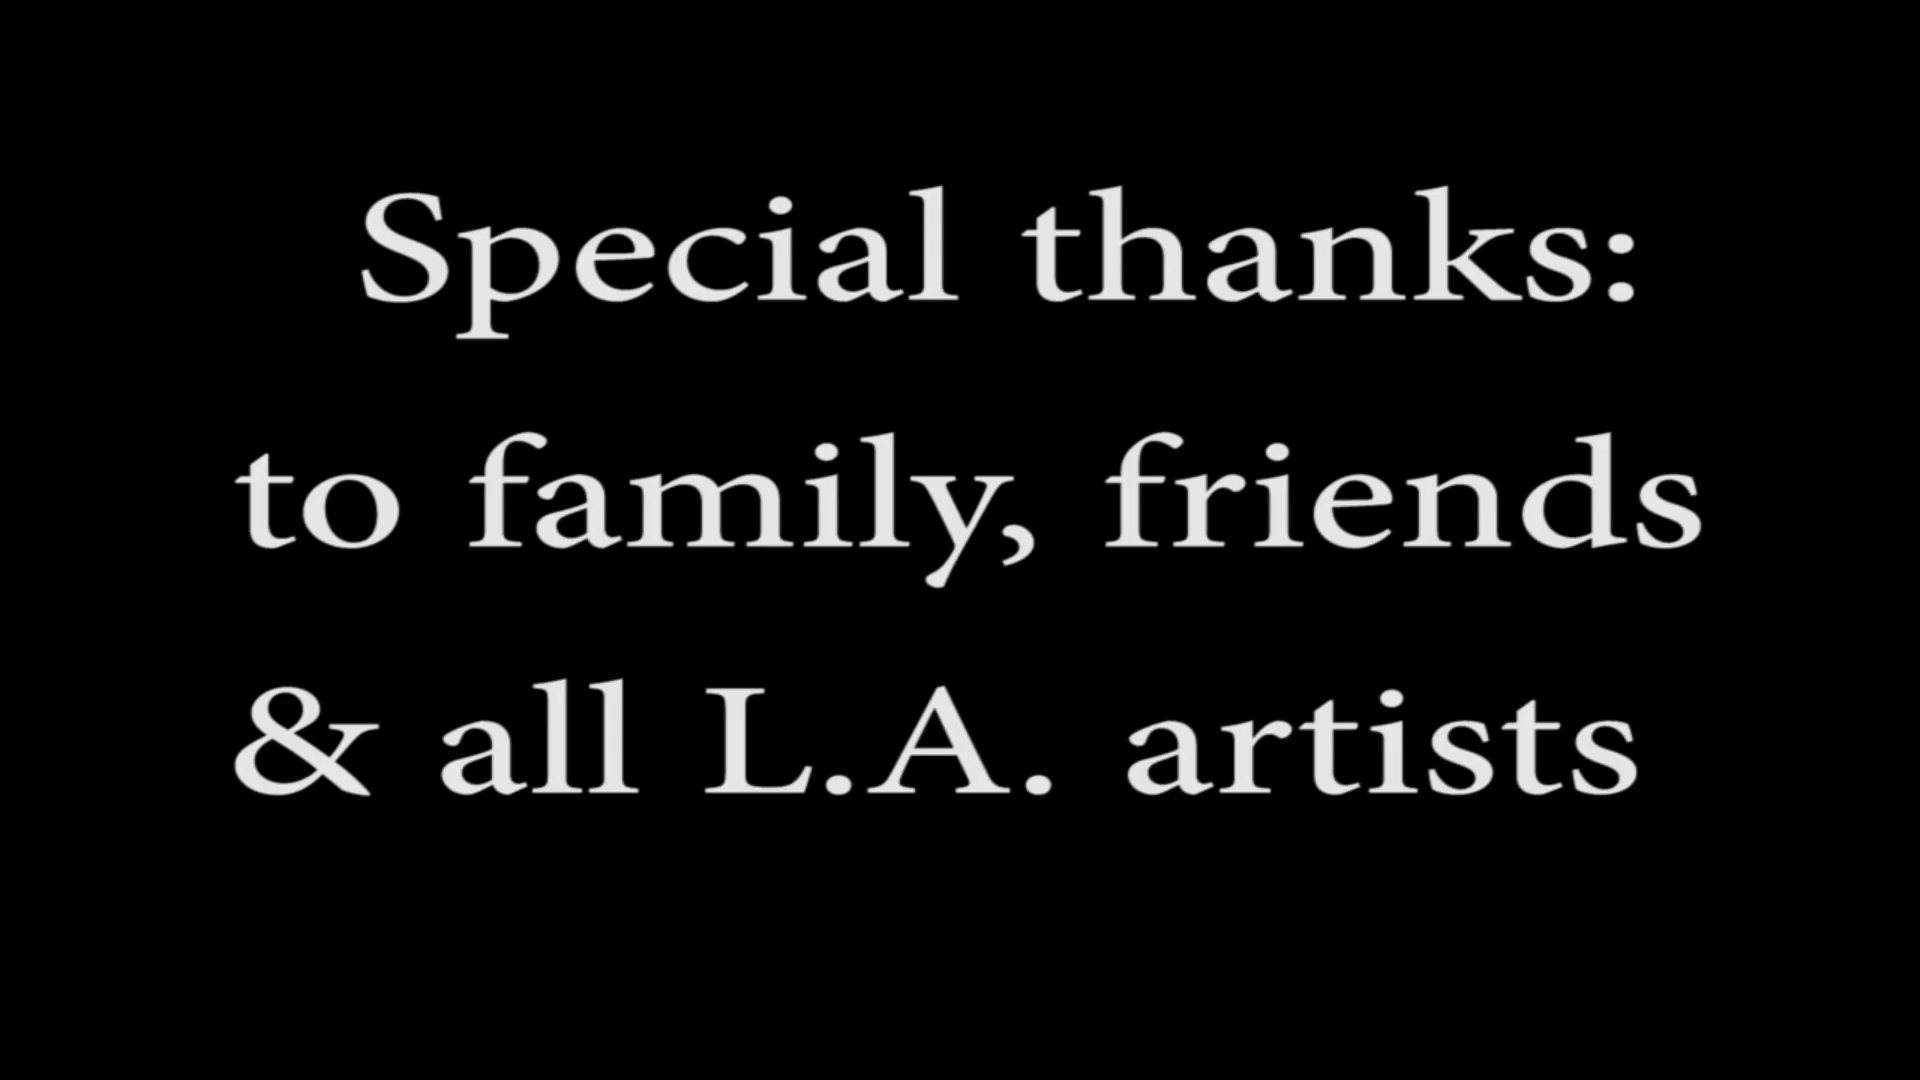 Special thanks:
to family, friends
& all L.A. artists